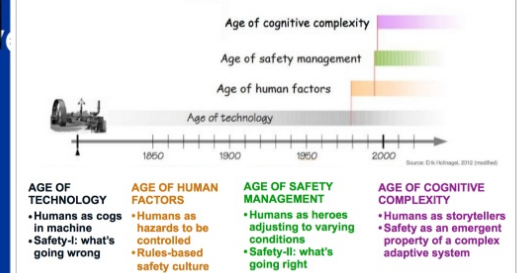 Age of cognitive complexity
Age of safety management
Age of human factors
Age of technology
1850
1900
1950
2000
Source: Erik Hollnagel, 2012 (modified)
AGE OF
TECHNOLOGY
•Humans as cogs
in machine
•Safety-I: what's
going wrong
AGE OF HUMAN
FACTORS
•Humans as
hazards to be
controlled
•Rules-based
safety culture
AGE OF SAFETY
MANAGEMENT
•Humans as heroes
adjusting to varying
conditions
•Safety-II: what's
going right
AGE OF COGNITIVE
COMPLEXITY
•Humans as storytellers
•Safety as an emergent
property of a complex
adaptive system